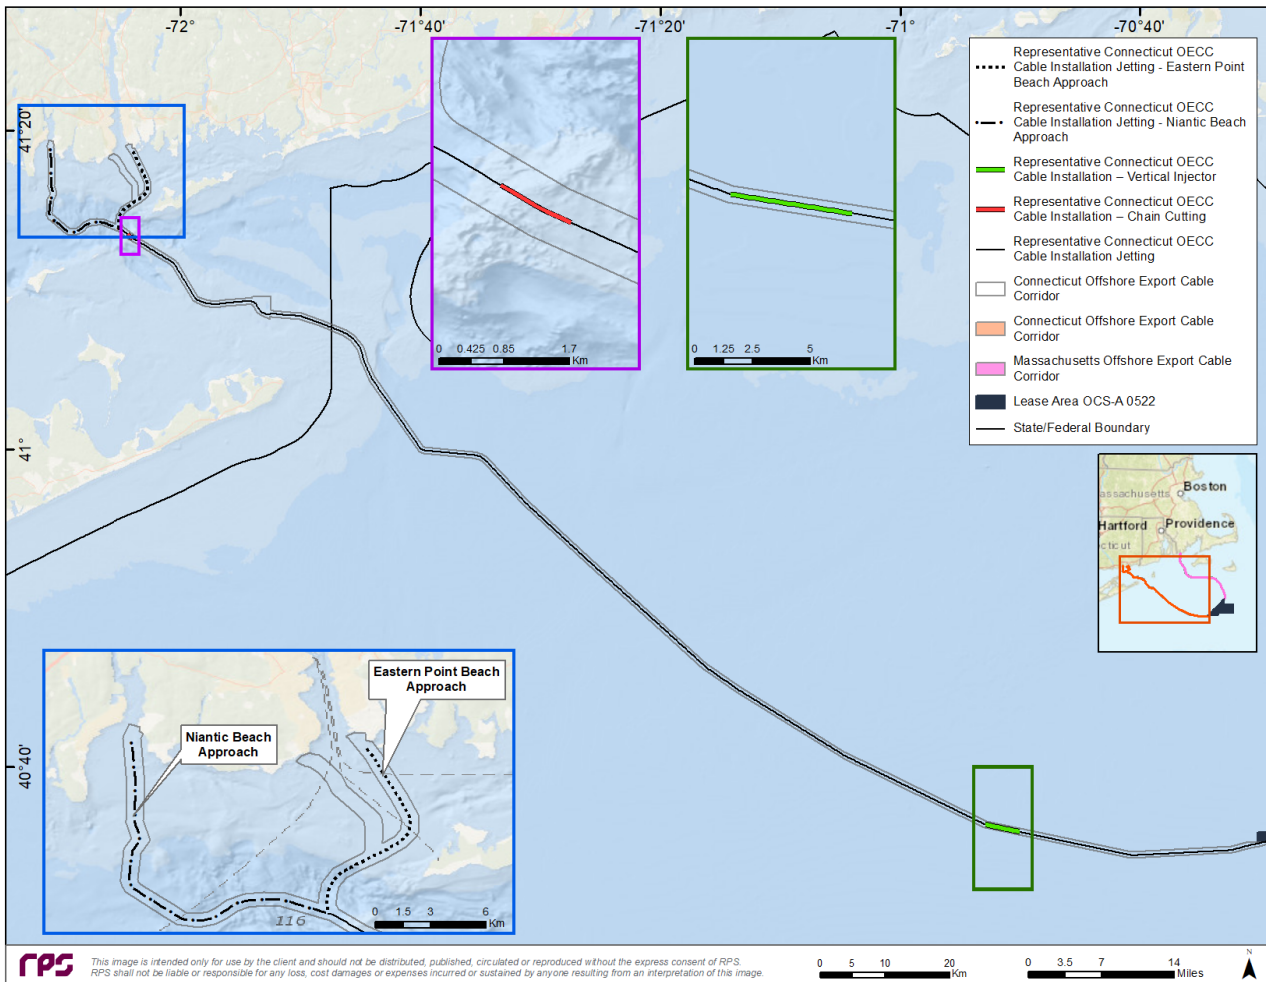 -72°
-71°40'
-71°20'
-71°
-70°40'
41°20'
41°
40°40'
0 0.425 0.85 1.7
Km
0 1.25 2.5 5
Km
Representative Connecticut OECC
Cable Installation Jetting - Eastern Point
Beach Approach
Representative Connecticut OECC
Cable Installation Jetting - Niantic Beach
Approach
Representative Connecticut OECC
Cable Installation – Vertical Injector
Representative Connecticut OECC
Cable Installation – Chain Cutting
Representative Connecticut OECC
Cable Installation Jetting
Connecticut Offshore Export Cable
Corridor
Connecticut Offshore Export Cable
Corridor
Massachusetts Offshore Export Cable
Corridor
Lease Area OCS-A 0522
State/Federal Boundary
Boston
assachusetts
Hartford
Providence
cticut
Eastern Point Beach
Approach
Niantic Beach
Approach
116
0 1.5 3 6
Km
rps
This image is intended only for use by the client and should not be distributed, published, circulated or reproduced without the express consent of RPS.
RPS shall not be liable or responsible for any loss, cost damages or expenses incurred or sustained by anyone resulting from an interpretation of this image.
0 5 10 20
Km
0 3.5 7 14
Miles
N